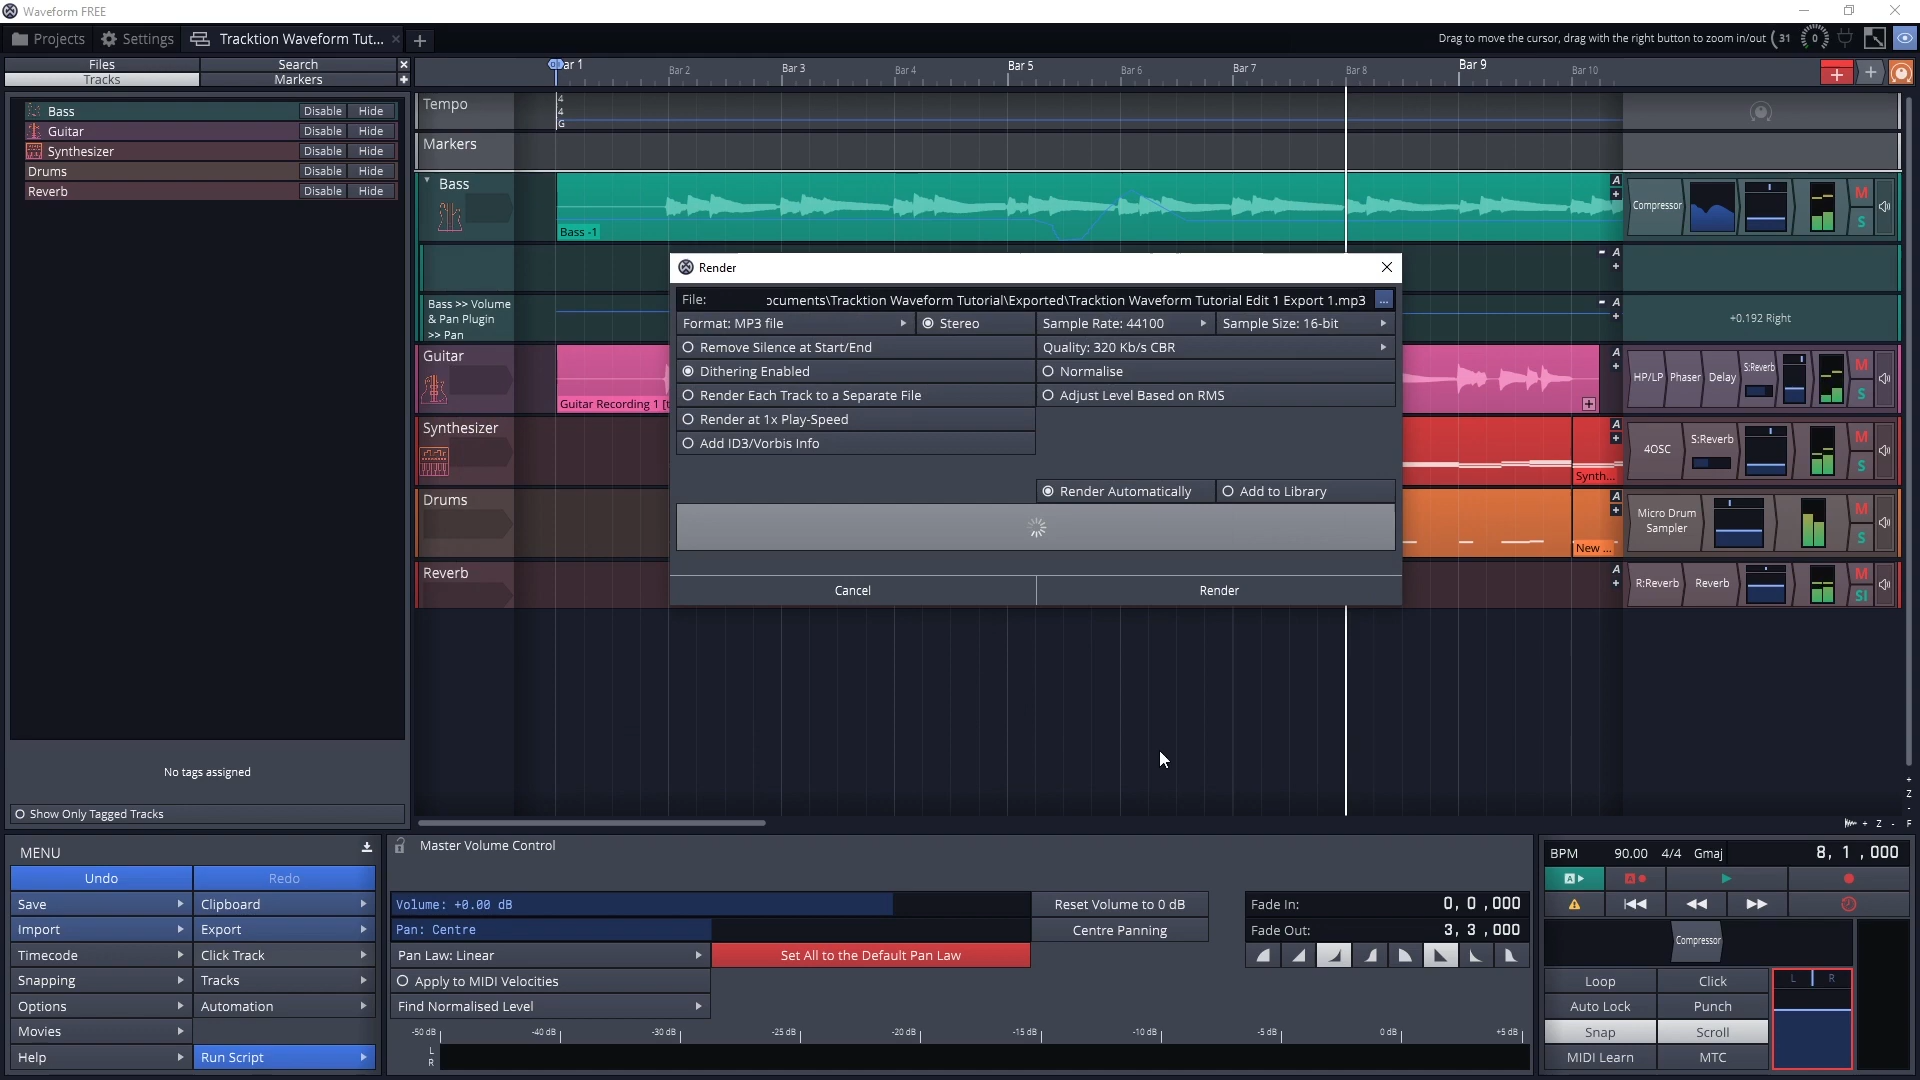 Waveform FREE
Projects Settings Tracktion Waveform Tut... × +
Drag to move the cursor, drag with the right button to zoom in/out 31 0
Files Search
Tracks Markers
Bar 1 Bar 2 Bar 3 Bar 4 Bar 5 Bar 6 Bar 7 Bar 8 Bar 9 Bar 10
Bass Disable Hide
Guitar Disable Hide
Synthesizer Disable Hide
Drums Disable Hide
Reverb Disable Hide
No tags assigned
Show Only Tagged Tracks
Tempo
4
4
G
Markers
Bass
Bass -1
A
Compressor
M
S
A
Bass >> Volume
& Pan Plugin
>> Pan
A
+0.192 Right
Guitar
Guitar Recording 1 [t
A
HP/LP Phaser Delay S:Reverb
M
S
Synthesizer
Synth...
A
4OSC S:Reverb
M
S
Drums
New ...
A
Micro Drum
Sampler
M
S
Reverb
A
R:Reverb Reverb
M
SI
Render
File: ocuments\Tracktion Waveform Tutorial\Exported\Tracktion Waveform Tutorial Edit 1 Export 1.mp3 ...
Format: MP3 file Stereo Sample Rate: 44100 Sample Size: 16-bit
Remove Silence at Start/End Quality: 320 Kb/s CBR
Dithering Enabled Normalise
Render Each Track to a Separate File Adjust Level Based on RMS
Render at 1x Play-Speed
Add ID3/Vorbis Info
Render Automatically Add to Library
Cancel Render
+
Z
-
+ Z - F
MENU
Undo Redo
Save Clipboard
Import Export
Timecode Click Track
Snapping Tracks
Options Automation
Movies
Help Run Script
Master Volume Control
Volume: +0.00 dB Reset Volume to 0 dB
Pan: Centre Centre Panning
Pan Law: Linear Set All to the Default Pan Law
Apply to MIDI Velocities
Find Normalised Level
Fade In: 0, 0 ,000
Fade Out: 3, 3 ,000
-50 dB -40 dB -30 dB -25 dB -20 dB -15 dB -10 dB -5 dB 0 dB +5 dB
L
R
BPM 90.00 4/4 Gmaj 8, 1 ,000
A A
Compressor
Loop Click
Auto Lock Punch
Snap Scroll
MIDI Learn MTC
L R